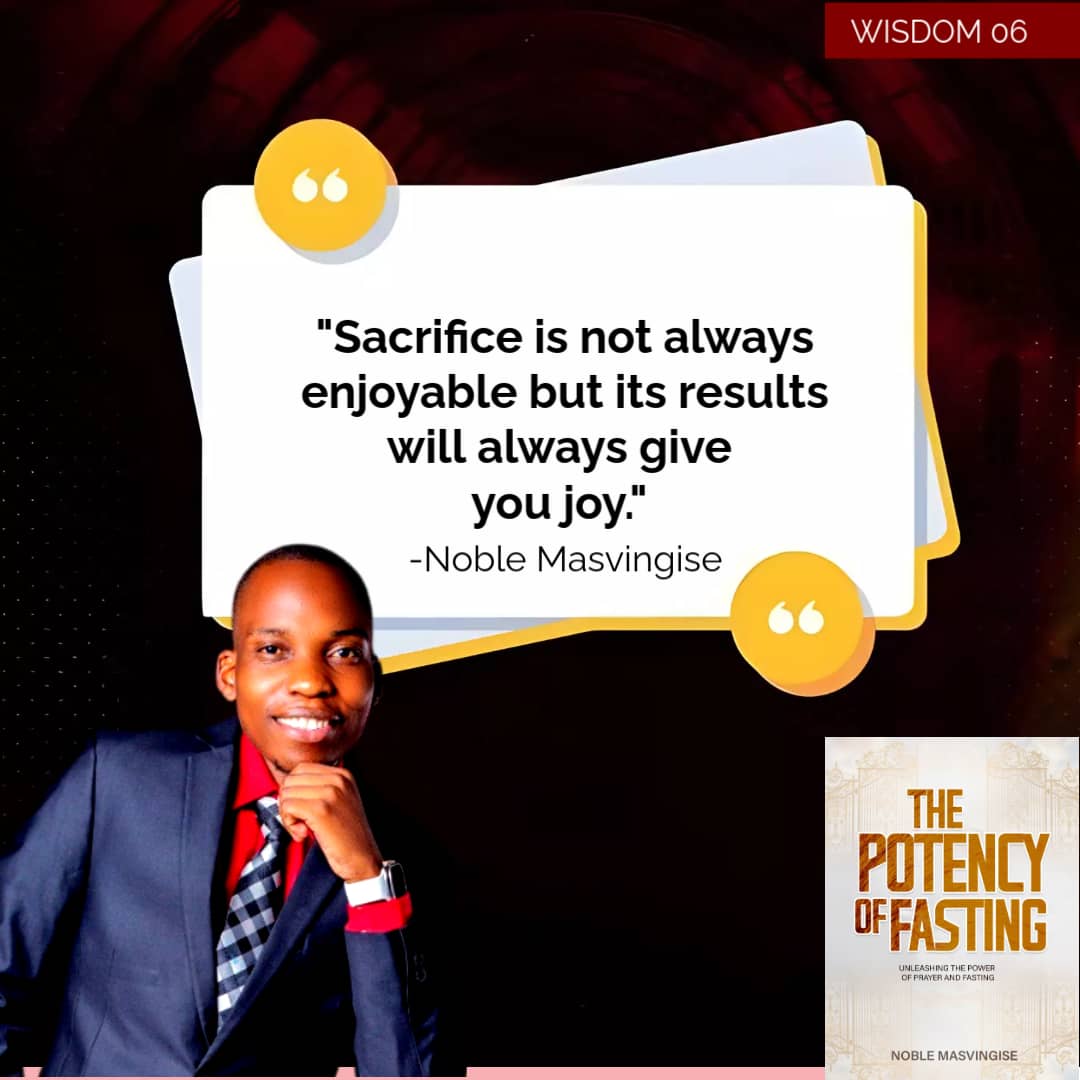 WISDOM 06
"Sacrifice is not always
enjoyable but its results
will always give
you joy."
-Noble Masvingise
THE
POTENCY
OF FASTING
UNLEASHING THE POWER
OF PRAYER AND FASTING
NOBLE MASVINGISE